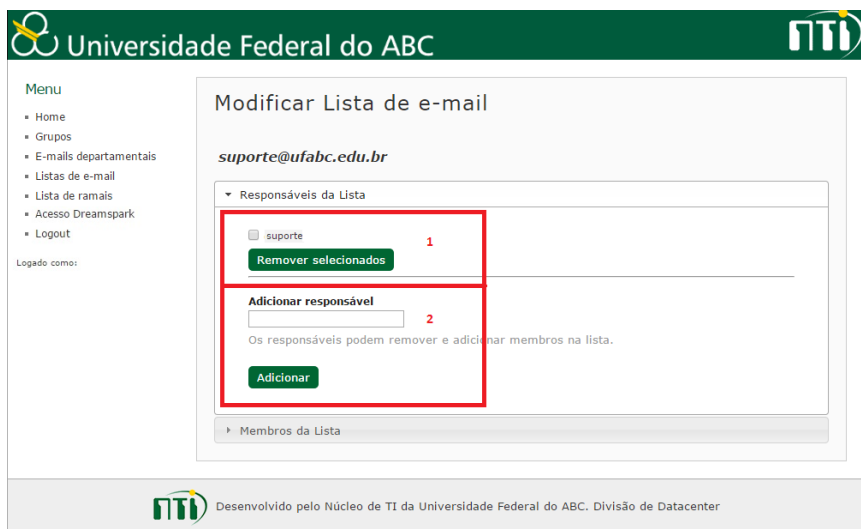 Universidade Federal do ABC
NTI
Menu
Home
Grupos
E-mails departamentais
Listas de e-mail
Lista de ramais
Acesso Dreamspark
Logout
Logado como:
Modificar Lista de e-mail
suporte@ufabc.edu.br
Responsáveis da Lista
suporte
1
Remover selecionados
Adicionar responsável
2
Os responsáveis podem remover e adicionar membros na lista.
Adicionar
Membros da Lista
NTI Desenvolvido pelo Núcleo de TI da Universidade Federal do ABC. Divisão de Datacenter